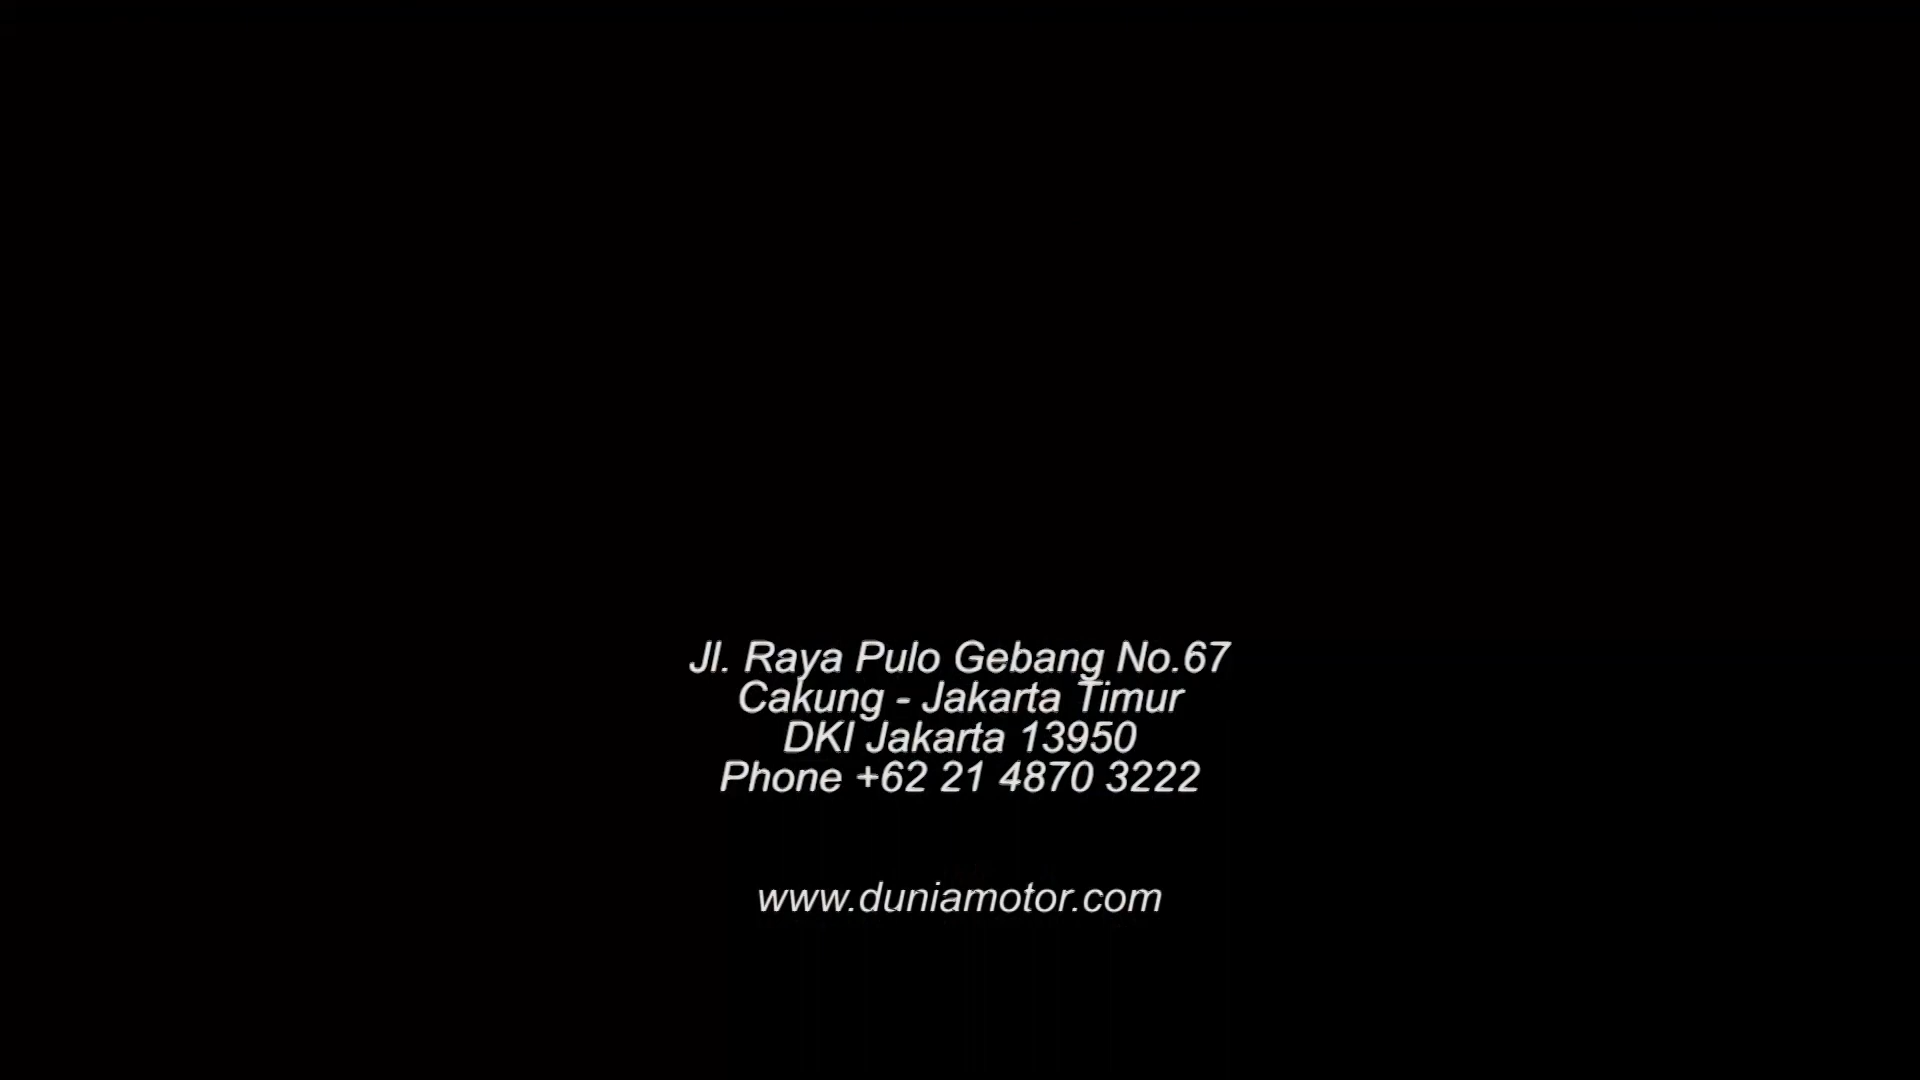 Jl. Raya Pulo Gebang No.67
Cakung - Jakarta Timur
DKI Jakarta 13950
Phone +62 21 4870 3222
www.duniamotor.com